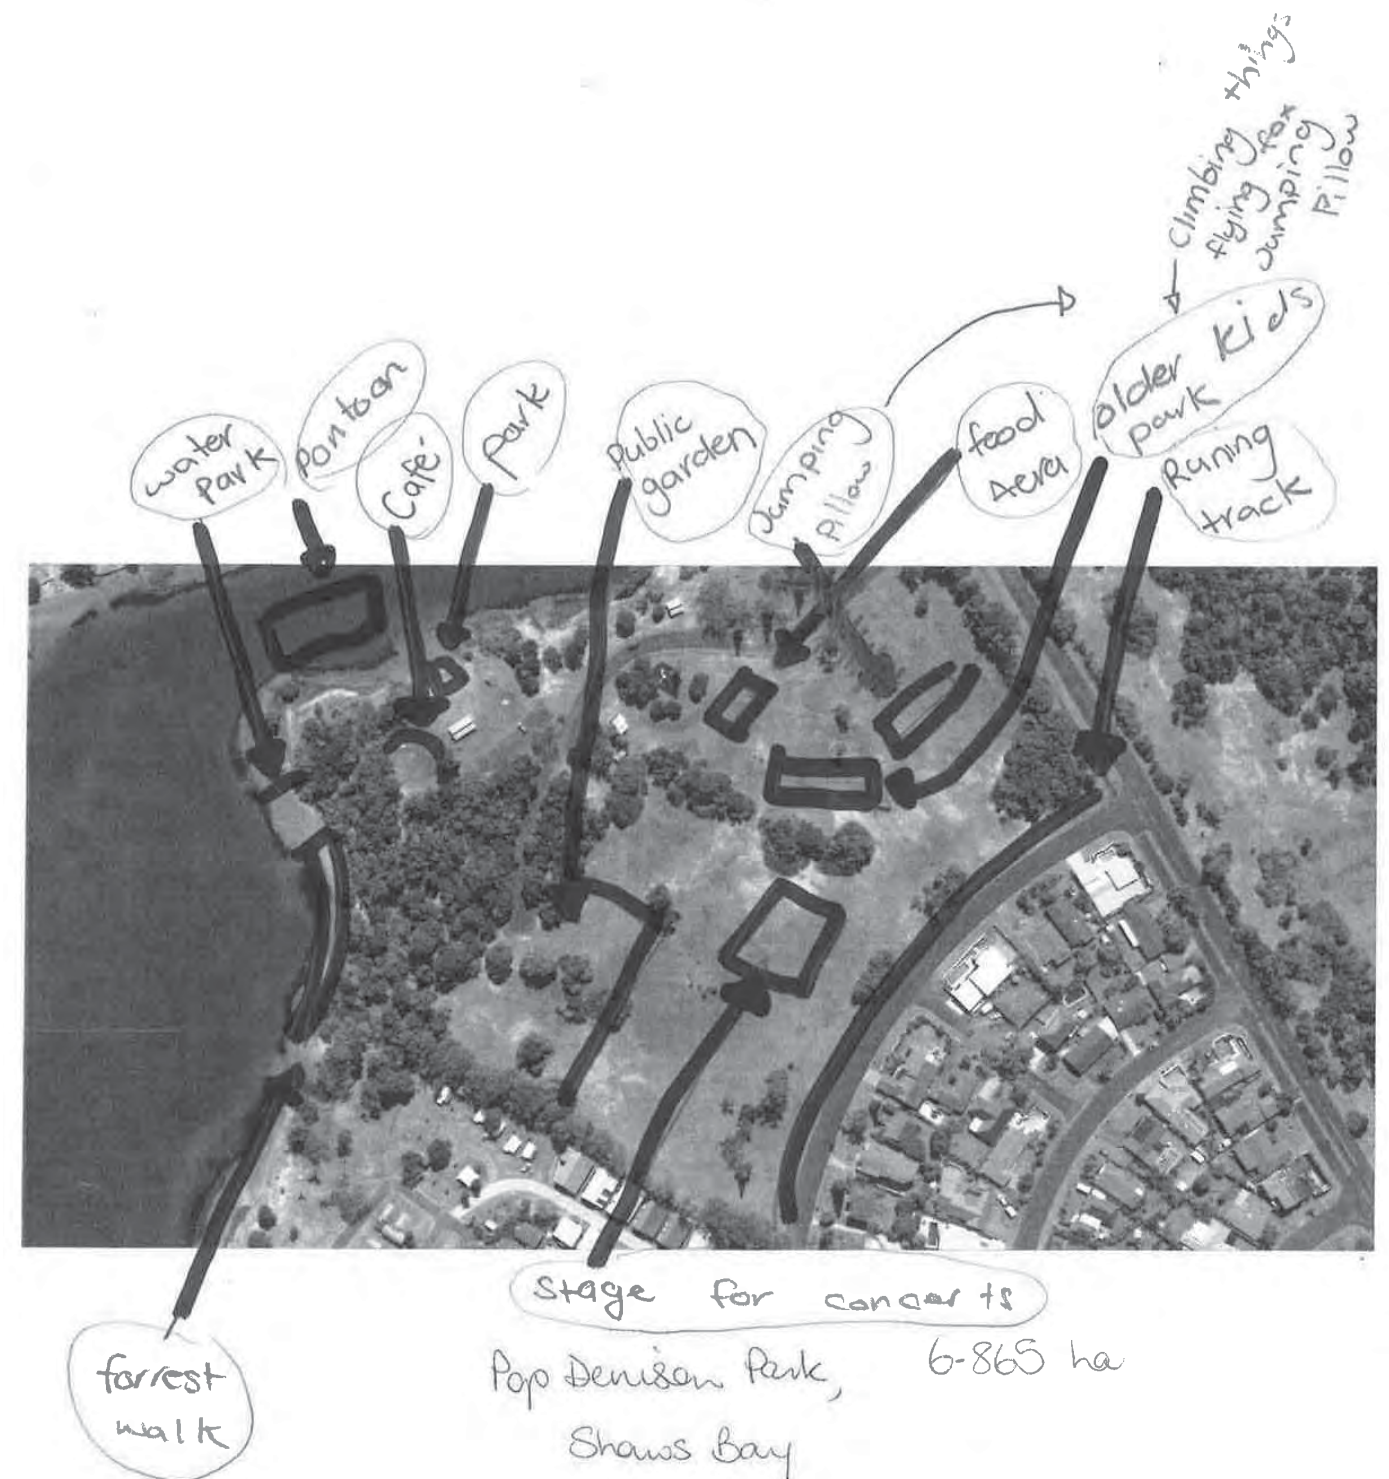 Climbing things
flying fox
Jumping
Pillow
older kids
park
Pontoon
park
water
park
Café
Public
garden
Jumping
Pillow
food
Aera
Runing
track
Stage for concerts
6-865 ha
Pop Denison Park,
Shaws Bay
forrest
walk